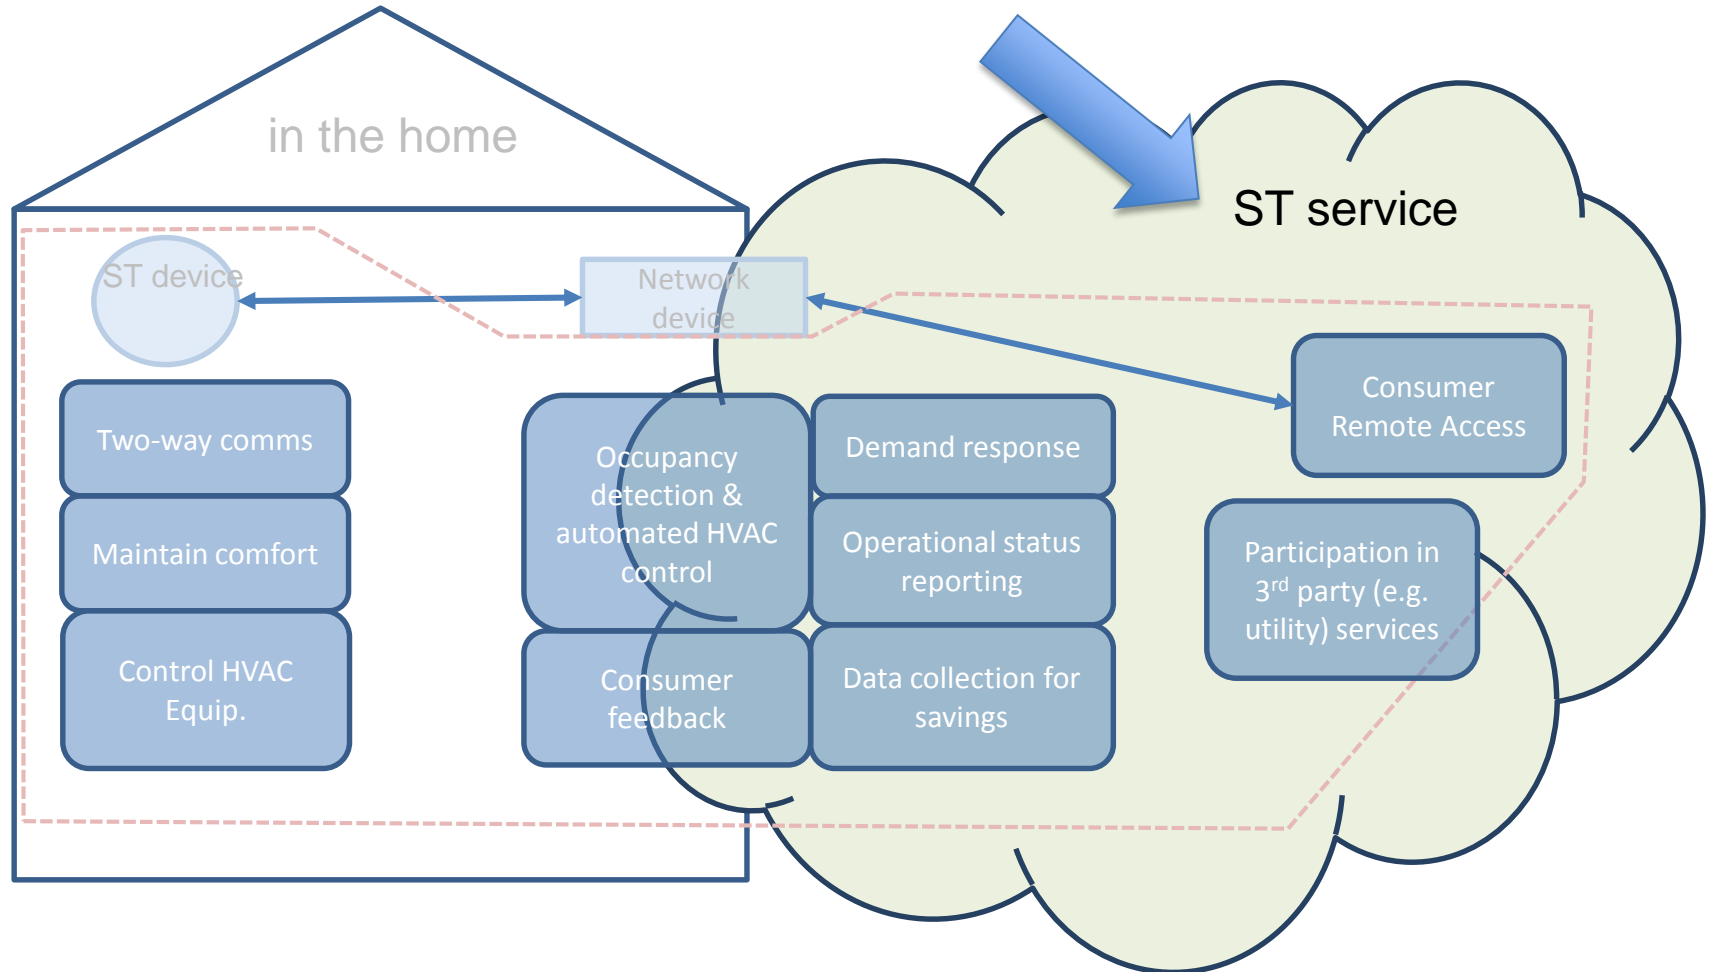 in the home
ST service
ST device
Network
device
Two-way comms
Maintain comfort
Control HVAC
Equip.
Occupancy
detection &
automated HVAC
control
Consumer
feedback
Demand response
Operational status
reporting
Data collection for
savings
Consumer
Remote Access
Participation in
3rd party (e.g.
utility) services